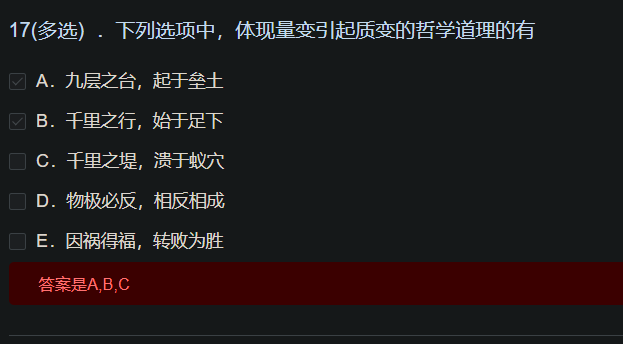 17(多选) ．下列选项中，体现量变引起质变的哲学道理的有
A．九层之台，起于垒土
B．千里之行，始于足下
C．千里之堤，溃于蚁穴
D．物极必反，相反相成
E．因祸得福，转败为胜
答案是A,B,C